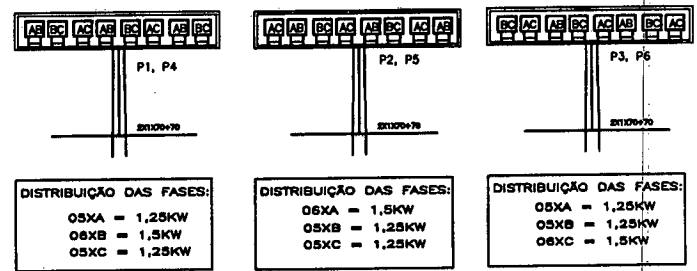 AB BC AC AB BC AC AB BC
P1, P4
2X1X70+70
DISTRIBUIÇÃO DAS FASES:
05XA = 1,25KW
06XB = 1,5KW
05XC = 1,25KW
AC AB BC AC AB BC AC AB
P2, P5
2X1X70+70
DISTRIBUIÇÃO DAS FASES:
06XA = 1,5KW
05XB = 1,25KW
05XC = 1,25KW
BC AC AB BC AC AB BC AC
P3, P6
2X1X70+70
DISTRIBUIÇÃO DAS FASES:
05XA = 1,25KW
05XB = 1,25KW
06XC = 1,5KW